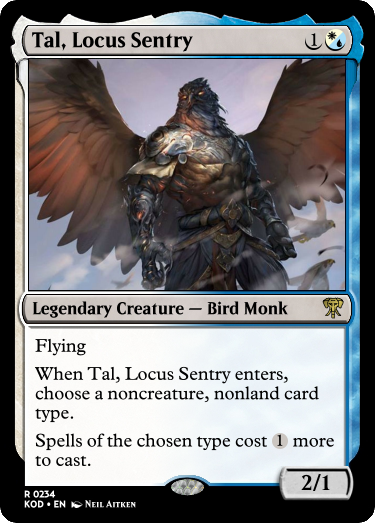 Tal, Locus Sentry 1
Legendary Creature — Bird Monk
Flying
When Tal, Locus Sentry enters,
choose a noncreature, nonland card
type.
Spells of the chosen type cost 1 more
to cast.
2/1
R 0234
KOD • EN Neil Aitken